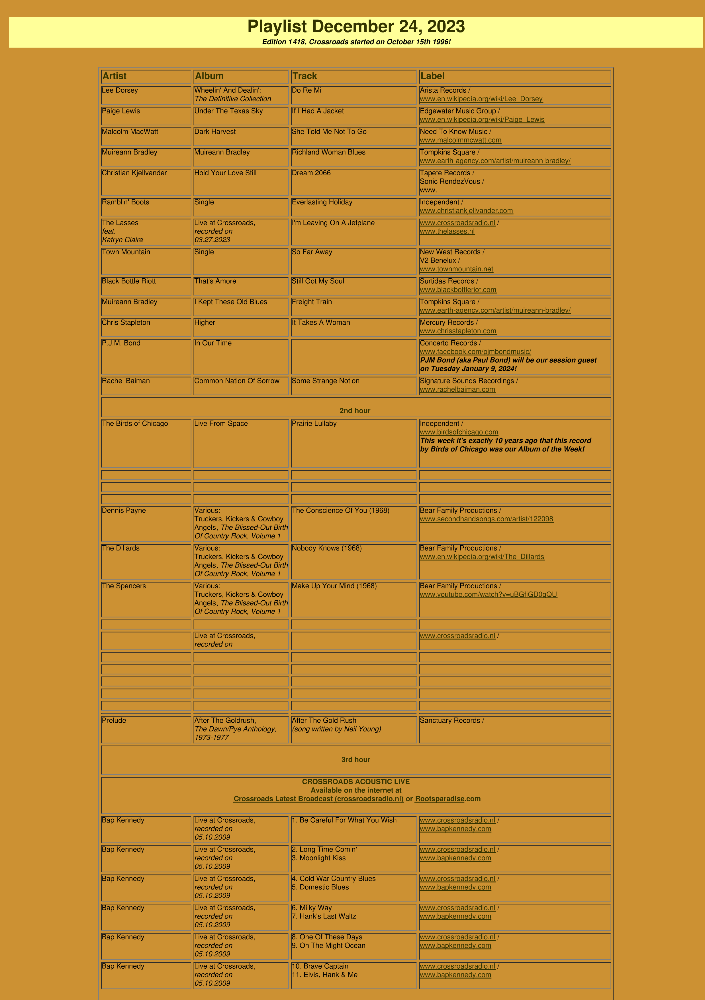 Playlist December 24, 2023
Edition 1418, Crossroads started on October 15th 1996!
Artist Album Track Label
Lee Dorsey Wheelin' And Dealin': Do Re Mi Arista Records /
The Definitive Collection www.en.wikipedia.org/wiki/Lee_Dorsey
Paige Lewis Under The Texas Sky If I Had A Jacket Edgewater Music Group /
www.en.wikipedia.org/wiki/Paige_Lewis
Malcolm MacWatt Dark Harvest She Told Me Not To Go Need To Know Music /
www.malcolmmcwatt.com
Muireann Bradley Muireann Bradley Richland Woman Blues Tompkins Square /
www.earth-agency.com/artist/muireann-bradley/
Christian Kjellvander Hold Your Love Still Dream 2066 Tapete Records /
Sonic RendezVous /
www.
Ramblin' Boots Single Everlasting Holiday Independent /
www.christiankjellvander.com
The Lasses Live at Crossroads, I'm Leaving On A Jetplane www.crossroadsradio.nl /
feat. recorded on www.thelasses.nl
Katryn Claire 03.27.2023
Town Mountain Single So Far Away New West Records /
V2 Benelux /
www.townmountain.net
Black Bottle Riott That's Amore Still Got My Soul Surtidas Records /
www.blackbottleriot.com
Muireann Bradley I Kept These Old Blues Freight Train Tompkins Square /
www.earth-agency.com/artist/muireann-bradley/
Chris Stapleton Higher It Takes A Woman Mercury Records /
www.chrisstapleton.com
P.J.M. Bond In Our Time Concerto Records /
www.facebook.com/pjmbondmusic/
PJM Bond (aka Paul Bond) will be our session guest
on Tuesday January 9, 2024!
Rachel Baiman Common Nation Of Sorrow Some Strange Notion Signature Sounds Recordings /
www.rachelbaiman.com
2nd hour
The Birds of Chicago Live From Space Prairie Lullaby Independent /
www.birdsofchicago.com
This week it's exactly 10 years ago that this record
by Birds of Chicago was our Album of the Week!
Dennis Payne Various: The Conscience Of You (1968) Bear Family Productions /
Truckers, Kickers & Cowboy www.secondhandsongs.com/artist/122098
Angels, The Blissed-Out Birth
Of Country Rock, Volume 1
The Dillards Various: Nobody Knows (1968) Bear Family Productions /
Truckers, Kickers & Cowboy www.en.wikipedia.org/wiki/The_Dillards
Angels, The Blissed-Out Birth
Of Country Rock, Volume 1
The Spencers Various: Make Up Your Mind (1968) Bear Family Productions /
Truckers, Kickers & Cowboy www.youtube.com/watch?v=uBGfiGD0gQU
Angels, The Blissed-Out Birth
Of Country Rock, Volume 1
Live at Crossroads, www.crossroadsradio.nl /
recorded on
Prelude After The Goldrush, After The Gold Rush Sanctuary Records /
The Dawn/Pye Anthology, (song written by Neil Young)
1973-1977
3rd hour
CROSSROADS ACOUSTIC LIVE
Available on the internet at
Crossroads Latest Broadcast (crossroadsradio.nl) or Rootsparadise.com
Bap Kennedy Live at Crossroads, 1. Be Careful For What You Wish www.crossroadsradio.nl /
recorded on www.bapkennedy.com
05.10.2009
Bap Kennedy Live at Crossroads, 2. Long Time Comin' www.crossroadsradio.nl /
recorded on 3. Moonlight Kiss www.bapkennedy.com
05.10.2009
Bap Kennedy Live at Crossroads, 4. Cold War Country Blues www.crossroadsradio.nl /
recorded on 5. Domestic Blues www.bapkennedy.com
05.10.2009
Bap Kennedy Live at Crossroads, 6. Milky Way www.crossroadsradio.nl /
recorded on 7. Hank's Last Waltz www.bapkennedy.com
05.10.2009
Bap Kennedy Live at Crossroads, 8. One Of These Days www.crossroadsradio.nl /
recorded on 9. On The Might Ocean www.bapkennedy.com
05.10.2009
Bap Kennedy Live at Crossroads, 10. Brave Captain www.crossroadsradio.nl /
recorded on 11. Elvis, Hank & Me www.bapkennedy.com
05.10.2009